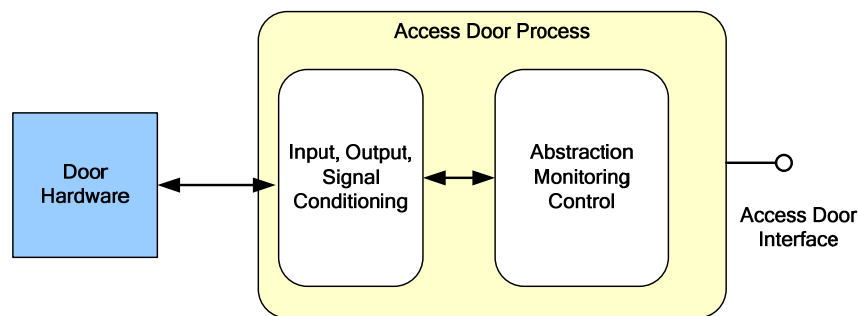 Access Door Process
Door
Hardware
Input, Output,
Signal
Conditioning
Abstraction
Monitoring
Control
Access Door
Interface